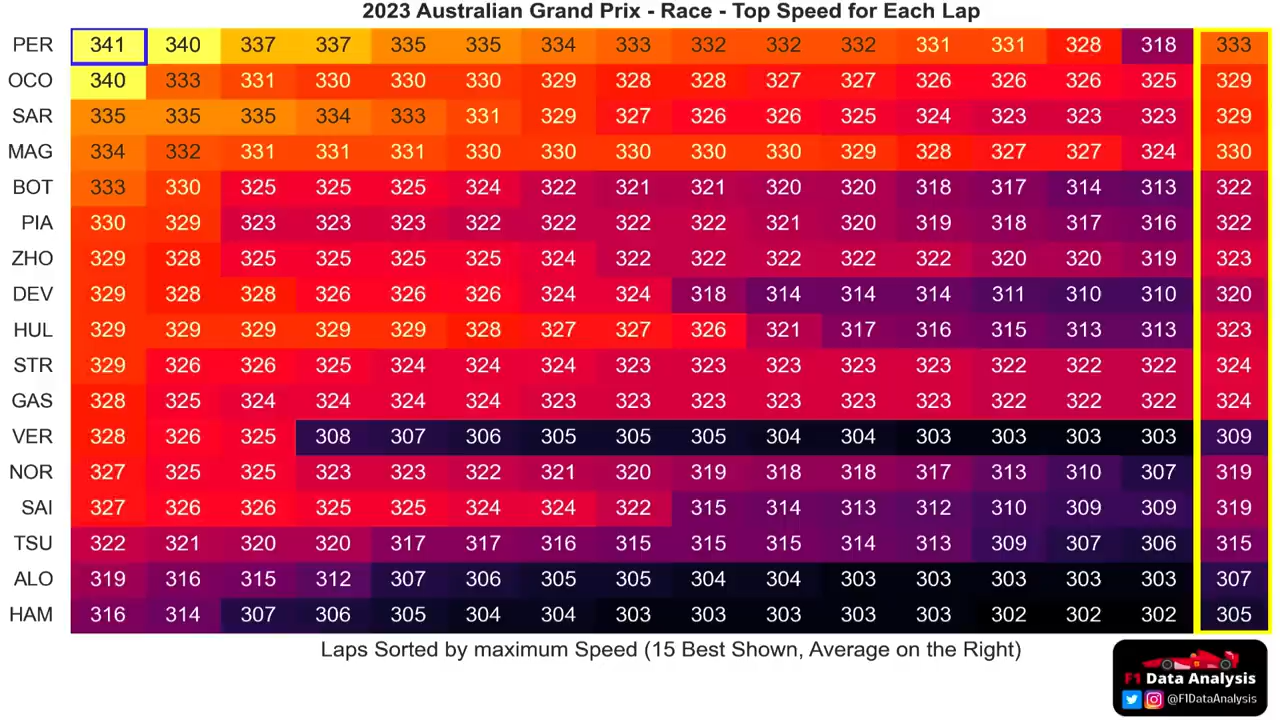 2023 Australian Grand Prix - Race - Top Speed for Each Lap
PER 341 340 337 337 335 335 334 333 332 332 332 331 331 328 318 333
OCO 340 333 331 330 330 330 329 328 328 327 327 326 326 326 325 329
SAR 335 335 335 334 333 331 329 327 326 326 325 324 323 323 323 329
MAG 334 332 331 331 331 330 330 330 330 330 329 328 327 327 324 330
BOT 333 330 325 325 325 324 322 321 321 320 320 318 317 314 313 322
PIA 330 329 323 323 323 322 322 322 322 321 320 319 318 317 316 322
ZHO 329 328 325 325 325 325 324 322 322 322 322 322 320 320 319 323
DEV 329 328 328 326 326 326 324 324 318 314 314 314 311 310 310 320
HUL 329 329 329 329 329 328 327 327 326 321 317 316 315 313 313 323
STR 329 326 326 325 324 324 324 323 323 323 323 323 322 322 322 324
GAS 328 325 324 324 324 324 323 323 323 323 323 322 322 322 322 324
VER 328 326 325 308 307 306 305 305 305 304 304 303 303 303 303 309
NOR 327 325 325 323 323 322 321 320 319 318 318 317 313 310 307 319
SAI 327 326 326 325 325 324 324 322 315 314 313 312 310 309 309 319
TSU 322 321 320 320 317 317 316 315 315 315 314 313 309 307 306 315
ALO 319 316 315 312 307 306 305 305 304 304 303 303 303 303 303 307
HAM 316 314 307 306 305 304 304 303 303 303 303 303 302 302 302 305
Laps Sorted by maximum Speed (15 Best Shown, Average on the Right)
F1 Data Analysis
@F1DataAnalysis